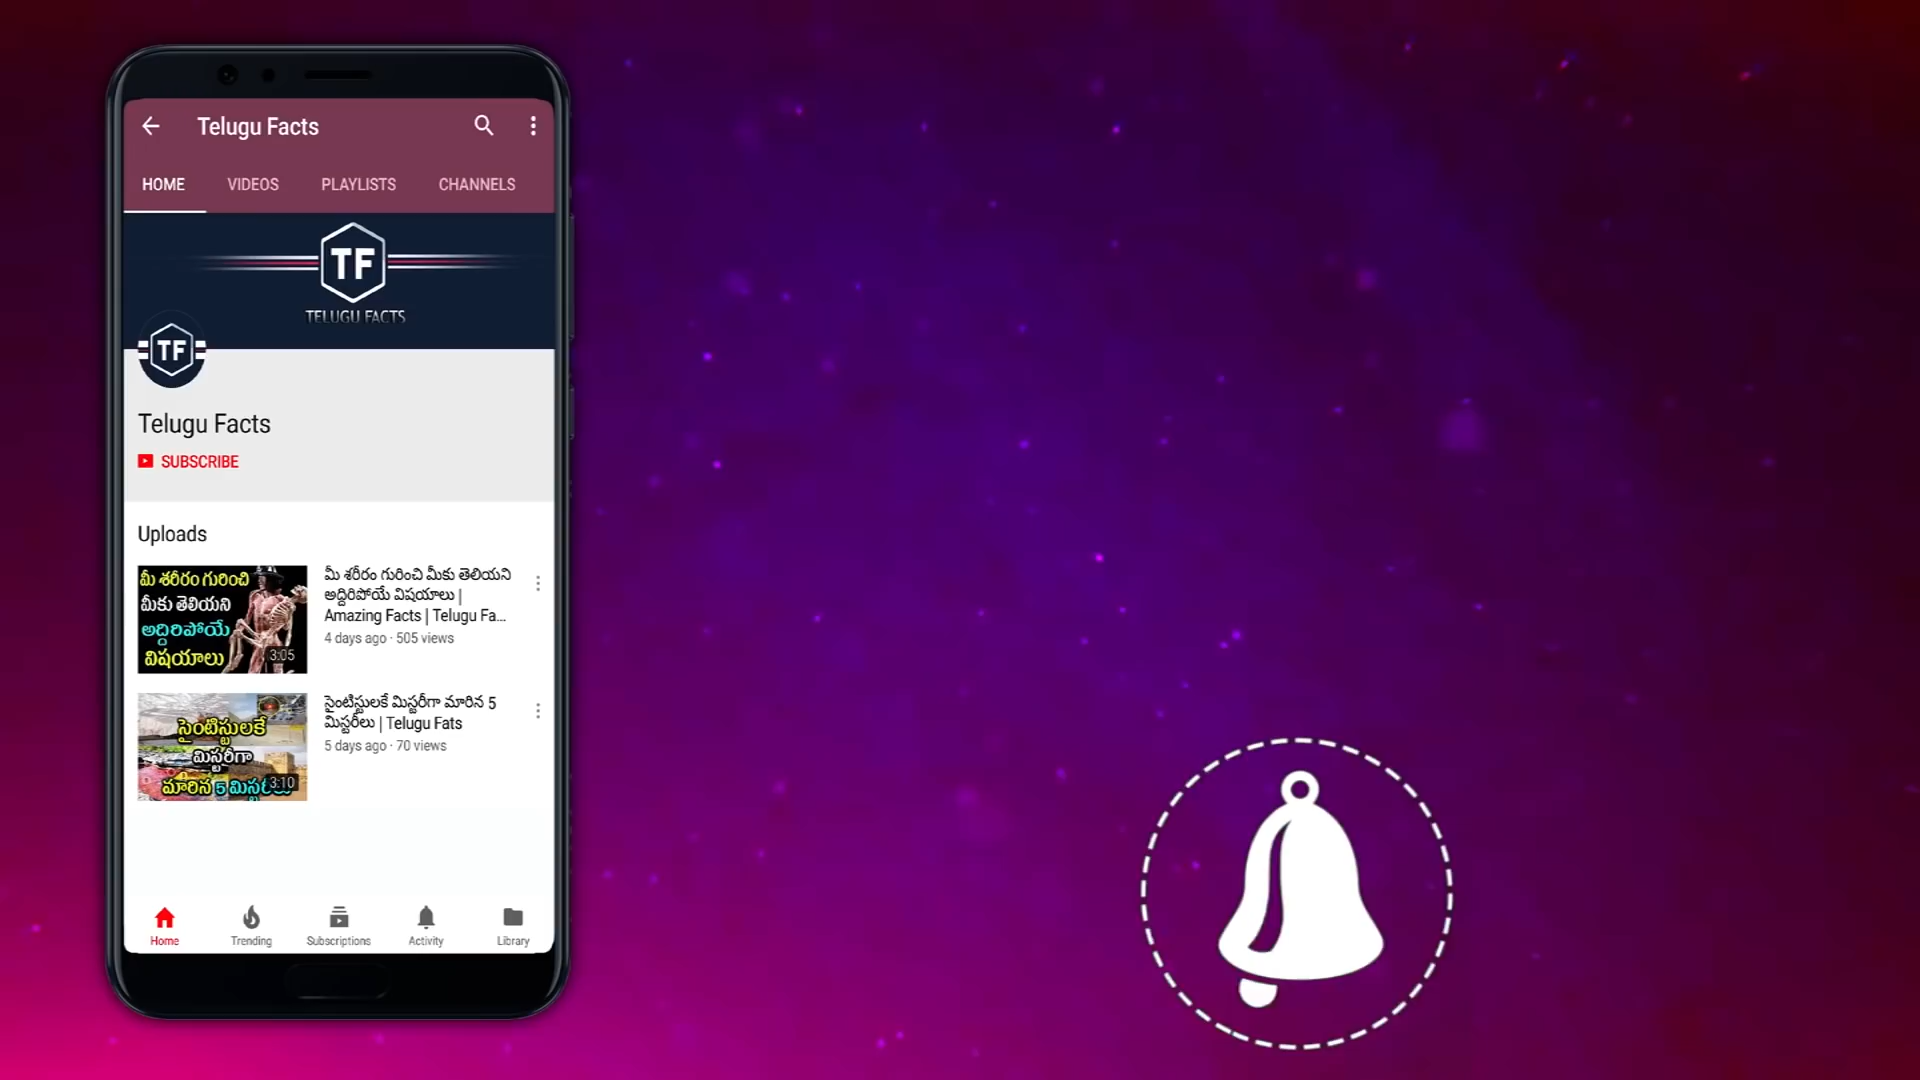 Telugu Facts
HOME VIDEOS PLAYLISTS CHANNELS
TF
TELUGU FACTS
TF
Telugu Facts
SUBSCRIBE
Uploads
మీ శరీరం గురించి
మీకు తెలియని
అద్దిరిపోయే
విషయాలు
3:05
మీ శరీరం గురించి మీకు తెలియని
అద్దిరిపోయే విషయాలు |
Amazing Facts | Telugu Fa...
4 days ago · 505 views
సైంటిస్టులకే
మిస్టరీగా
మారిన 5 మిస్టరీలు
3:10
సైంటిస్టులకే మిస్టరీగా మారిన 5
మిస్టరీలు | Telugu Fats
5 days ago · 70 views
Home Trending Subscriptions Activity Library